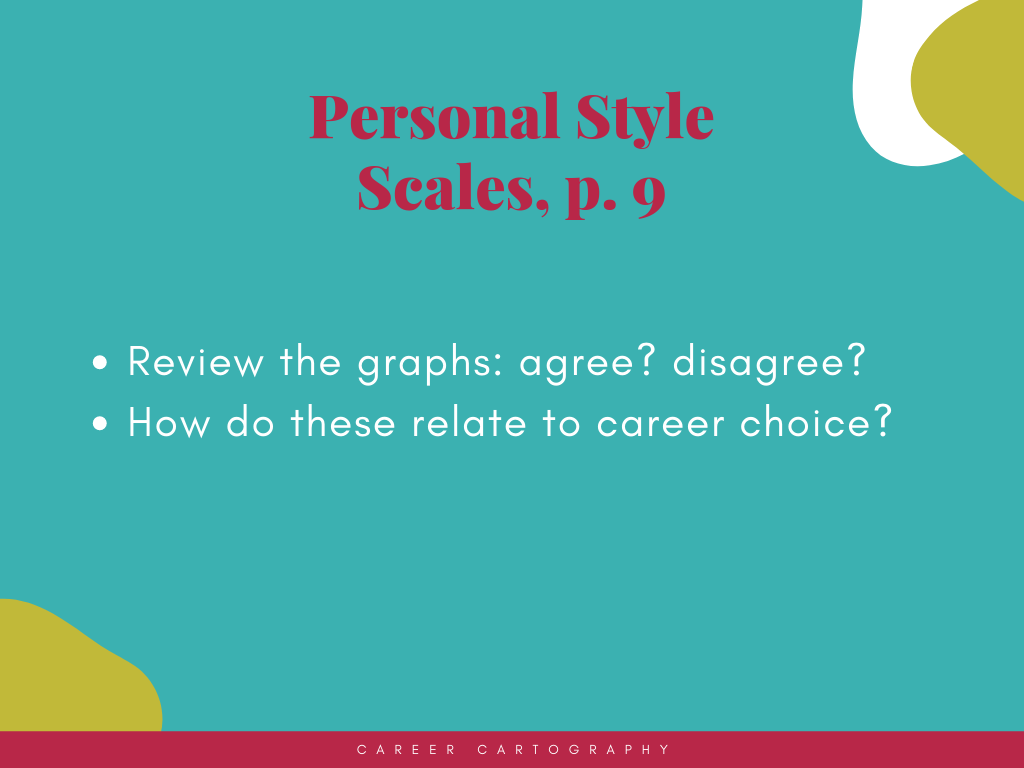 Personal Style
Scales, p. 9
• Review the graphs: agree? disagree?
• How do these relate to career choice?
CAREER CARTOGRAPHY